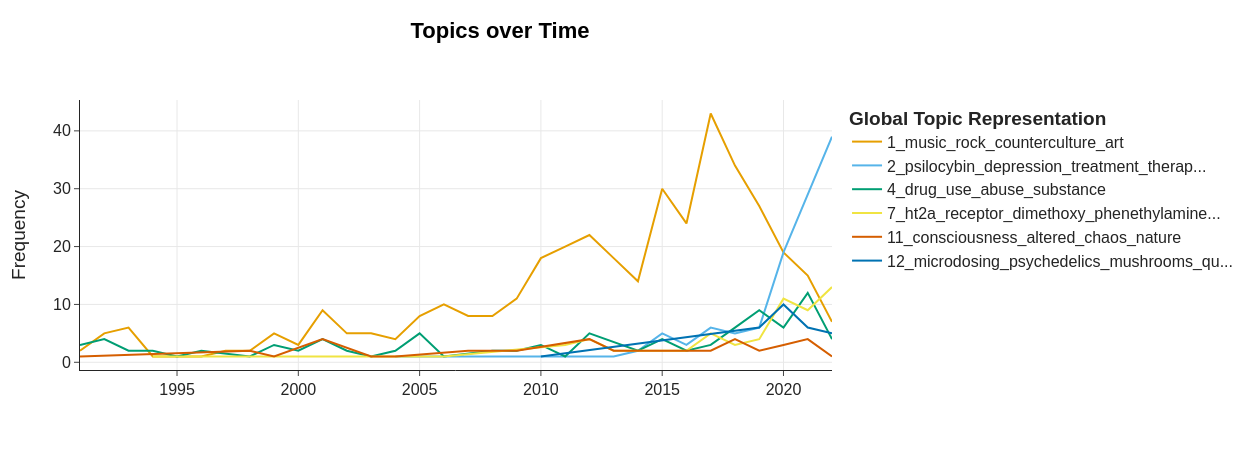 Topics over Time
Frequency
40
30
20
10
0
1995
2000
2005
2010
2015
2020
Global Topic Representation
1_music_rock_counterculture_art
2_psilocybin_depression_treatment_therap...
4_drug_use_abuse_substance
7_ht2a_receptor_dimethoxy_phenethylamine...
11_consciousness_altered_chaos_nature
12_microdosing_psychedelics_mushrooms_qu...